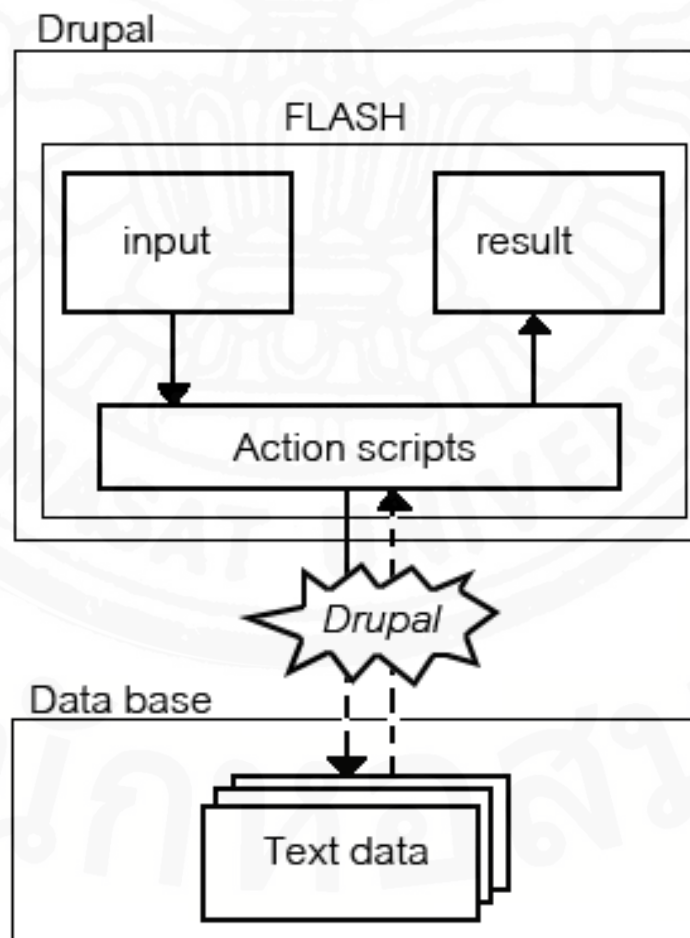 Drupal
FLASH
input
result
Action scripts
Drupal
Data base
Text data